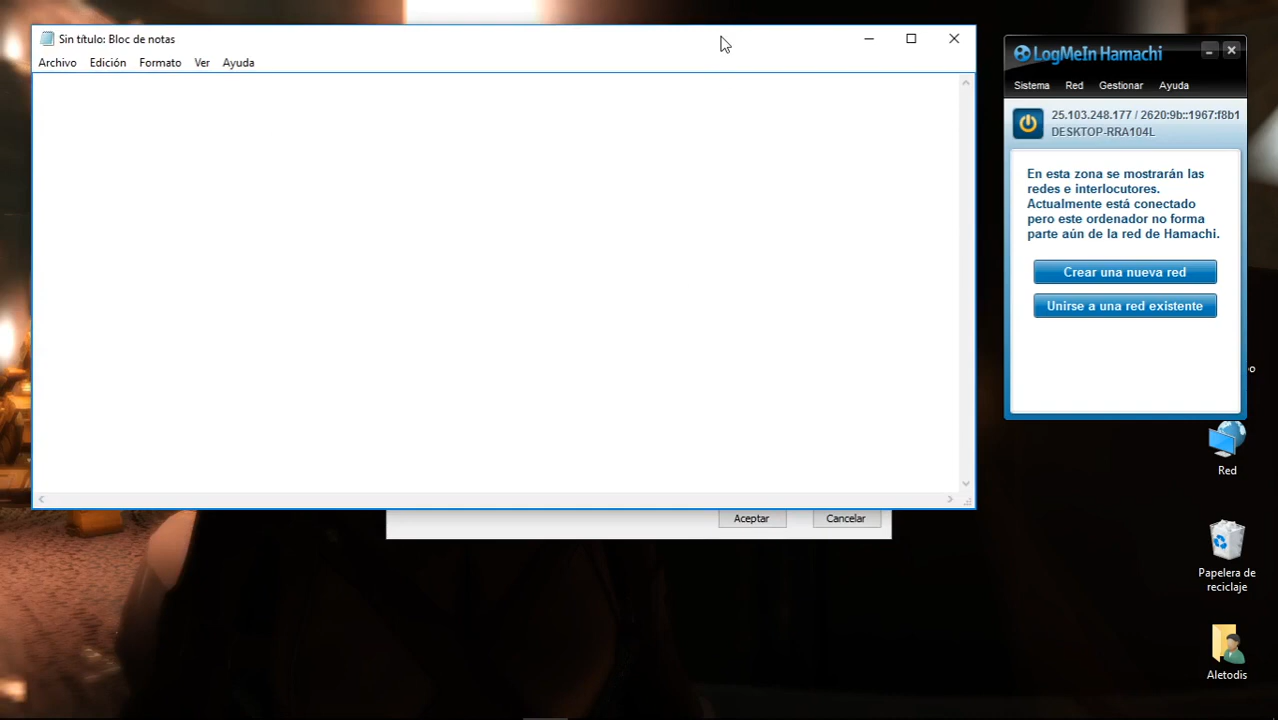 Sin título: Bloc de notas
Archivo Edición Formato Ver Ayuda
Aceptar Cancelar
LogMeIn Hamachi
Sistema Red Gestionar Ayuda
25.103.248.177 / 2620:9b::1967:f8b1
DESKTOP-RRA104L
En esta zona se mostrarán las
redes e interlocutores.
Actualmente está conectado
pero este ordenador no forma
parte aún de la red de Hamachi.
Crear una nueva red
Unirse a una red existente
o
Red
Papelera de
reciclaje
Aletodis